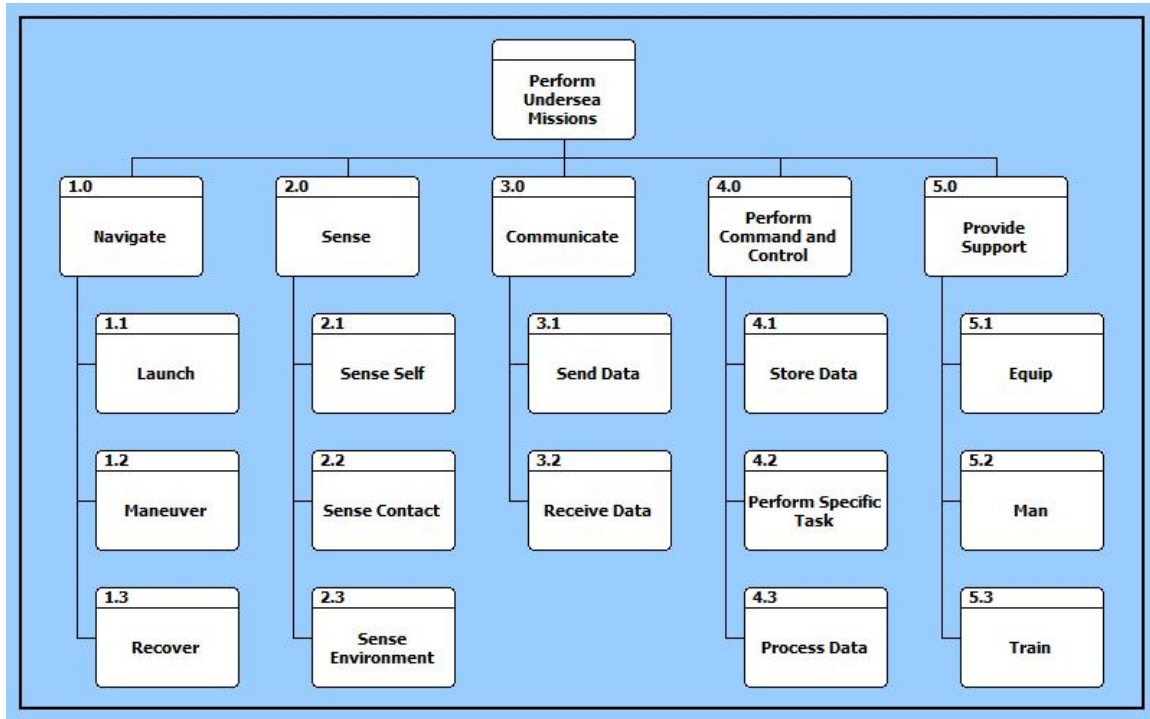 Perform
Undersea
Missions
1.0
Navigate
2.0
Sense
3.0
Communicate
4.0
Perform
Command and
Control
5.0
Provide
Support
1.1
Launch
2.1
Sense Self
3.1
Send Data
4.1
Store Data
5.1
Equip
1.2
Maneuver
2.2
Sense Contact
3.2
Receive Data
4.2
Perform Specific
Task
5.2
Man
1.3
Recover
2.3
Sense
Environment
4.3
Process Data
5.3
Train